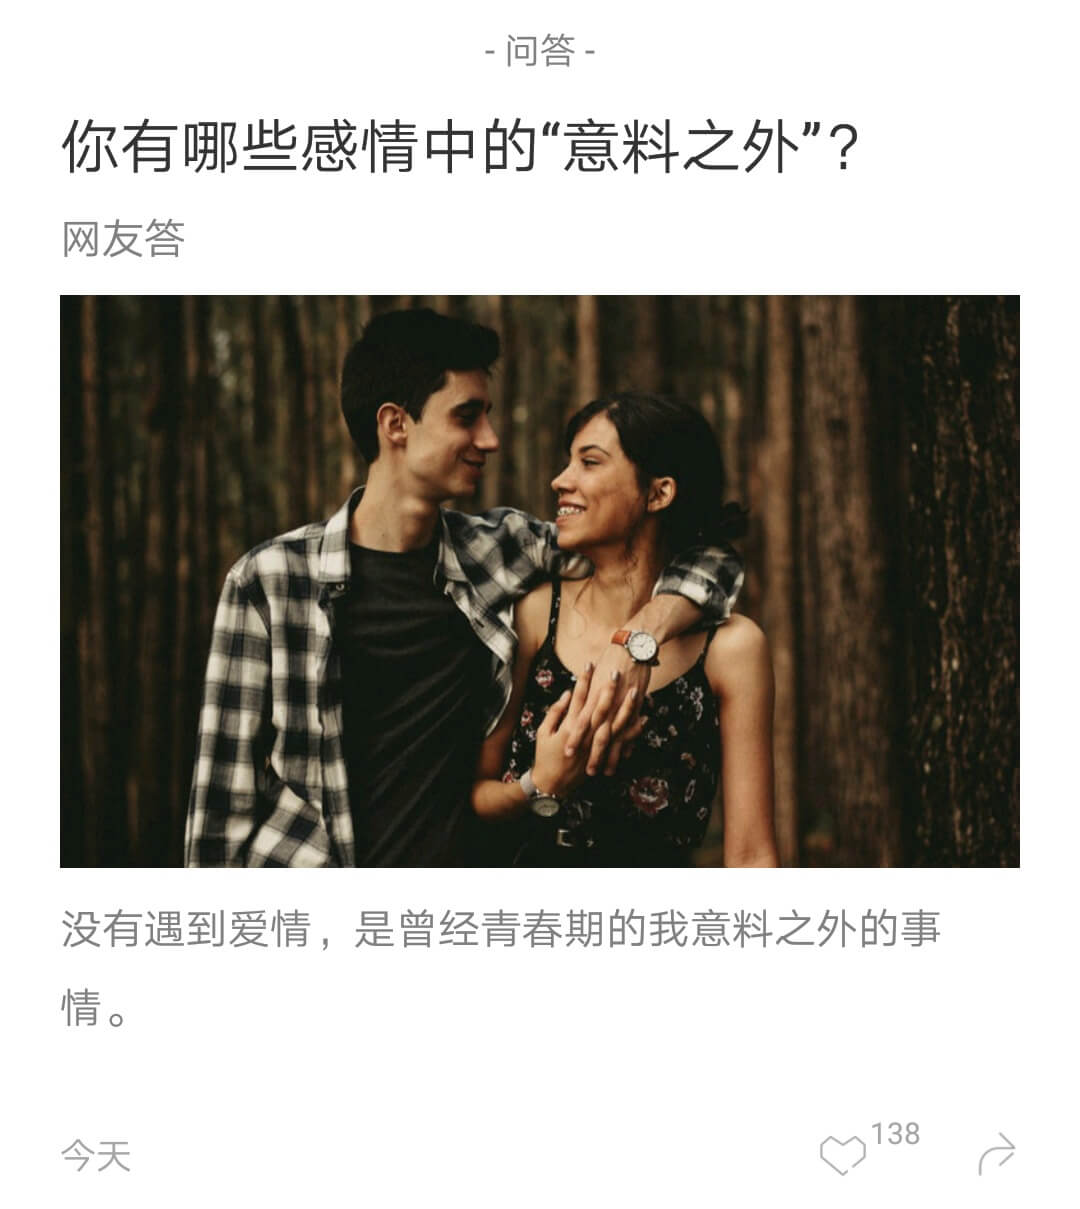 - 问答 -
你有哪些感情中的“意料之外”？
网友答
没有遇到爱情，是曾经青春期的我意料之外的事
情。
今天
138